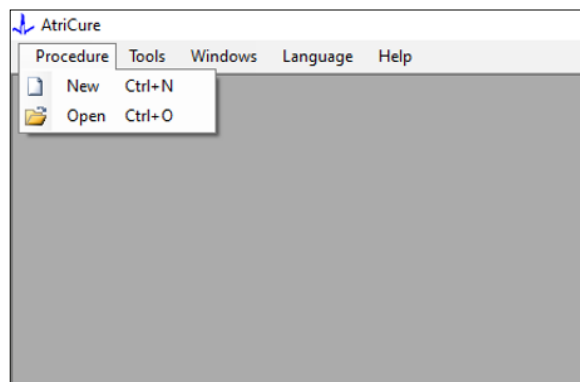 AtriCure
Procedure Tools Windows Language Help
New Ctrl+N
Open Ctrl+O